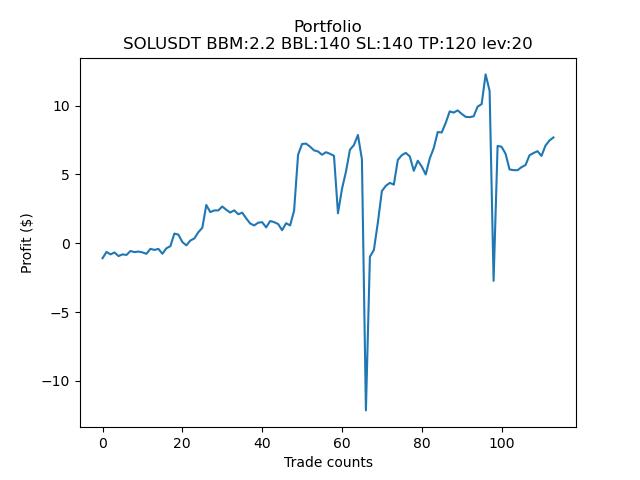 Portfolio
SOLUSDT BBM:2.2 BBL:140 SL:140 TP:120 lev:20
10
5
0
−5
−10
Profit ($)
0 20 40 60 80 100
Trade counts